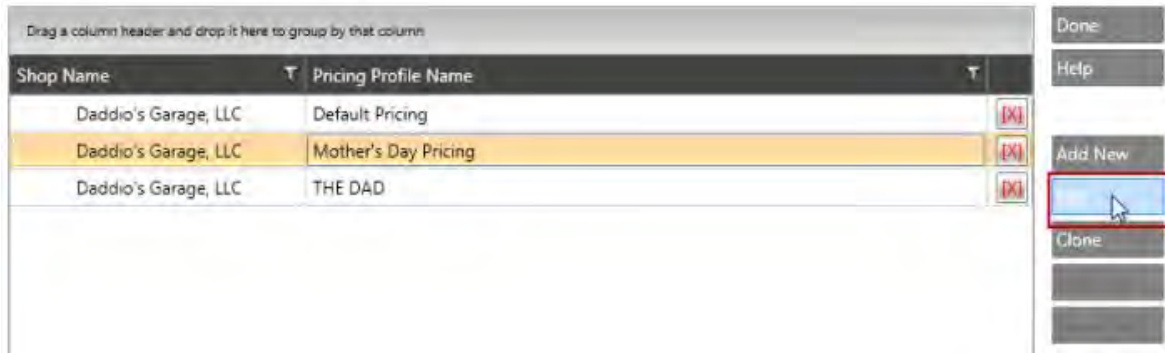 Drag a column header and drop it here to group by that column
Done
Shop Name Pricing Profile Name
Help
Daddio's Garage, LLC Default Pricing [X]
Daddio's Garage, LLC Mother's Day Pricing [X]
Add New
Daddio's Garage, LLC THE DAD [X]
Clone